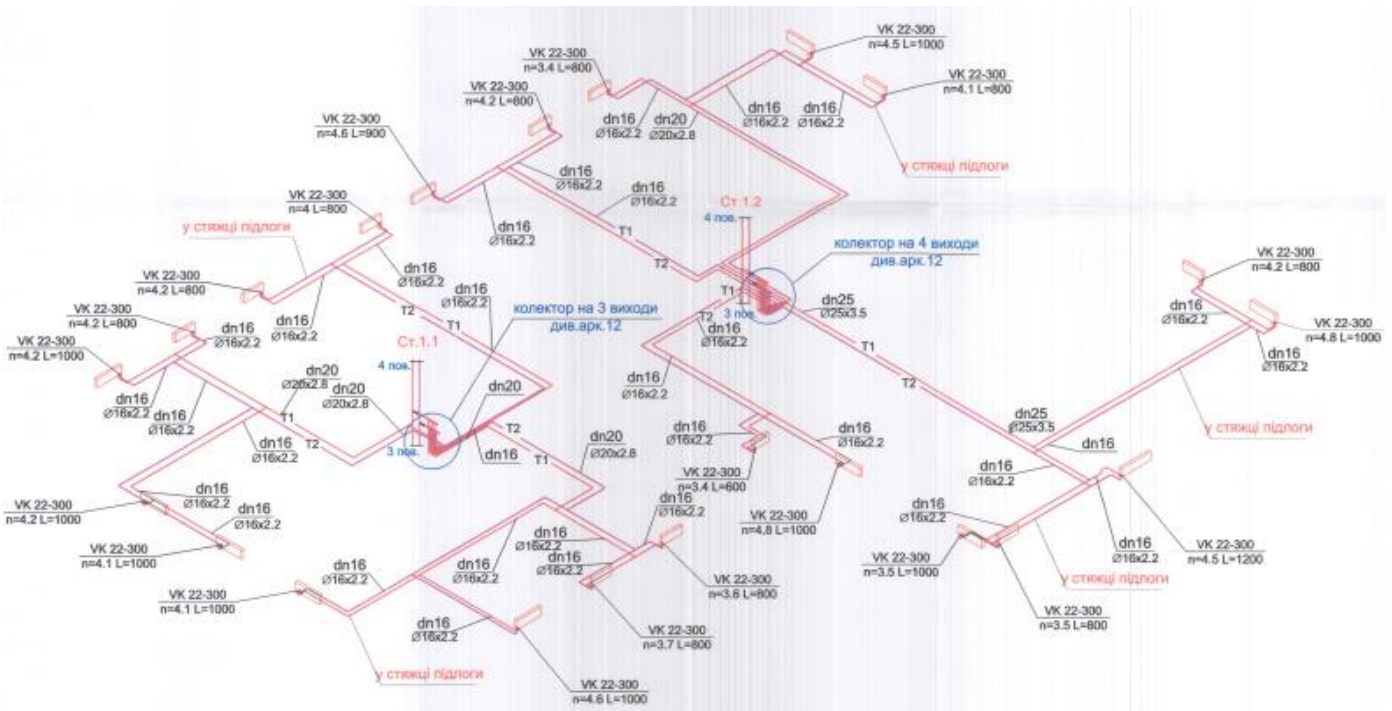 VK 22-300
n=4.5 L=1000
VK 22-300
n=3.4 L=800
VK 22-300
n=4.1 L=800
VK 22-300
n=4.2 L=800
dn16
Ø16x2.2
dn20
Ø20x2.8
dn16
Ø16x2.2
dn16
Ø16x2.2
VK 22-300
n=4.6 L=900
у стяжці підлоги
dn16
Ø16x2.2
dn16
Ø16x2.2
VK 22-300
n=4 L=800
Ст.1.2
4 пов.
dn16
Ø16x2.2
T1
T2
у стяжці підлоги
колектор на 4 виходи
див.арк.12
VK 22-300
n=4.2 L=800
dn16
Ø16x2.2
VK 22-300
n=4.2 L=800
dn16
Ø16x2.2
T1
3 пов.
dn25
Ø25x3.5
dn16
Ø16x2.2
колектор на 3 виходи
див.арк.12
T2
T1
T2
dn16
Ø16x2.2
VK 22-300
n=4.2 L=800
dn16
Ø16x2.2
dn16
Ø16x2.2
VK 22-300
n=4.8 L=1000
Ст.1.1
T1
VK 22-300
n=4.2 L=1000
4 пов.
dn16
Ø16x2.2
T2
dn16
Ø16x2.2
dn20
Ø20x2.8
dn20
Ø20x2.8
dn20
dn16
Ø16x2.2
dn16
Ø16x2.2
T1
T2
3 пов.
T2
T1
dn16
dn16
Ø16x2.2
dn20
Ø20x2.8
dn16
Ø16x2.2
dn16
Ø16x2.2
dn25
Ø25x3.5
dn16
у стяжці підлоги
dn16
Ø16x2.2
VK 22-300
n=3.4 L=600
dn16
Ø16x2.2
VK 22-300
n=4.2 L=1000
dn16
Ø16x2.2
dn16
Ø16x2.2
VK 22-300
n=4.8 L=1000
dn16
Ø16x2.2
VK 22-300
n=4.1 L=1000
dn16
Ø16x2.2
dn16
Ø16x2.2
dn16
Ø16x2.2
dn16
Ø16x2.2
VK 22-300
n=4.5 L=1200
VK 22-300
n=3.5 L=1000
dn16
Ø16x2.2
VK 22-300
n=3.6 L=800
у стяжці підлоги
VK 22-300
n=4.1 L=1000
VK 22-300
n=3.5 L=800
dn16
Ø16x2.2
VK 22-300
n=3.7 L=800
у стяжці підлоги
VK 22-300
n=4.6 L=1000